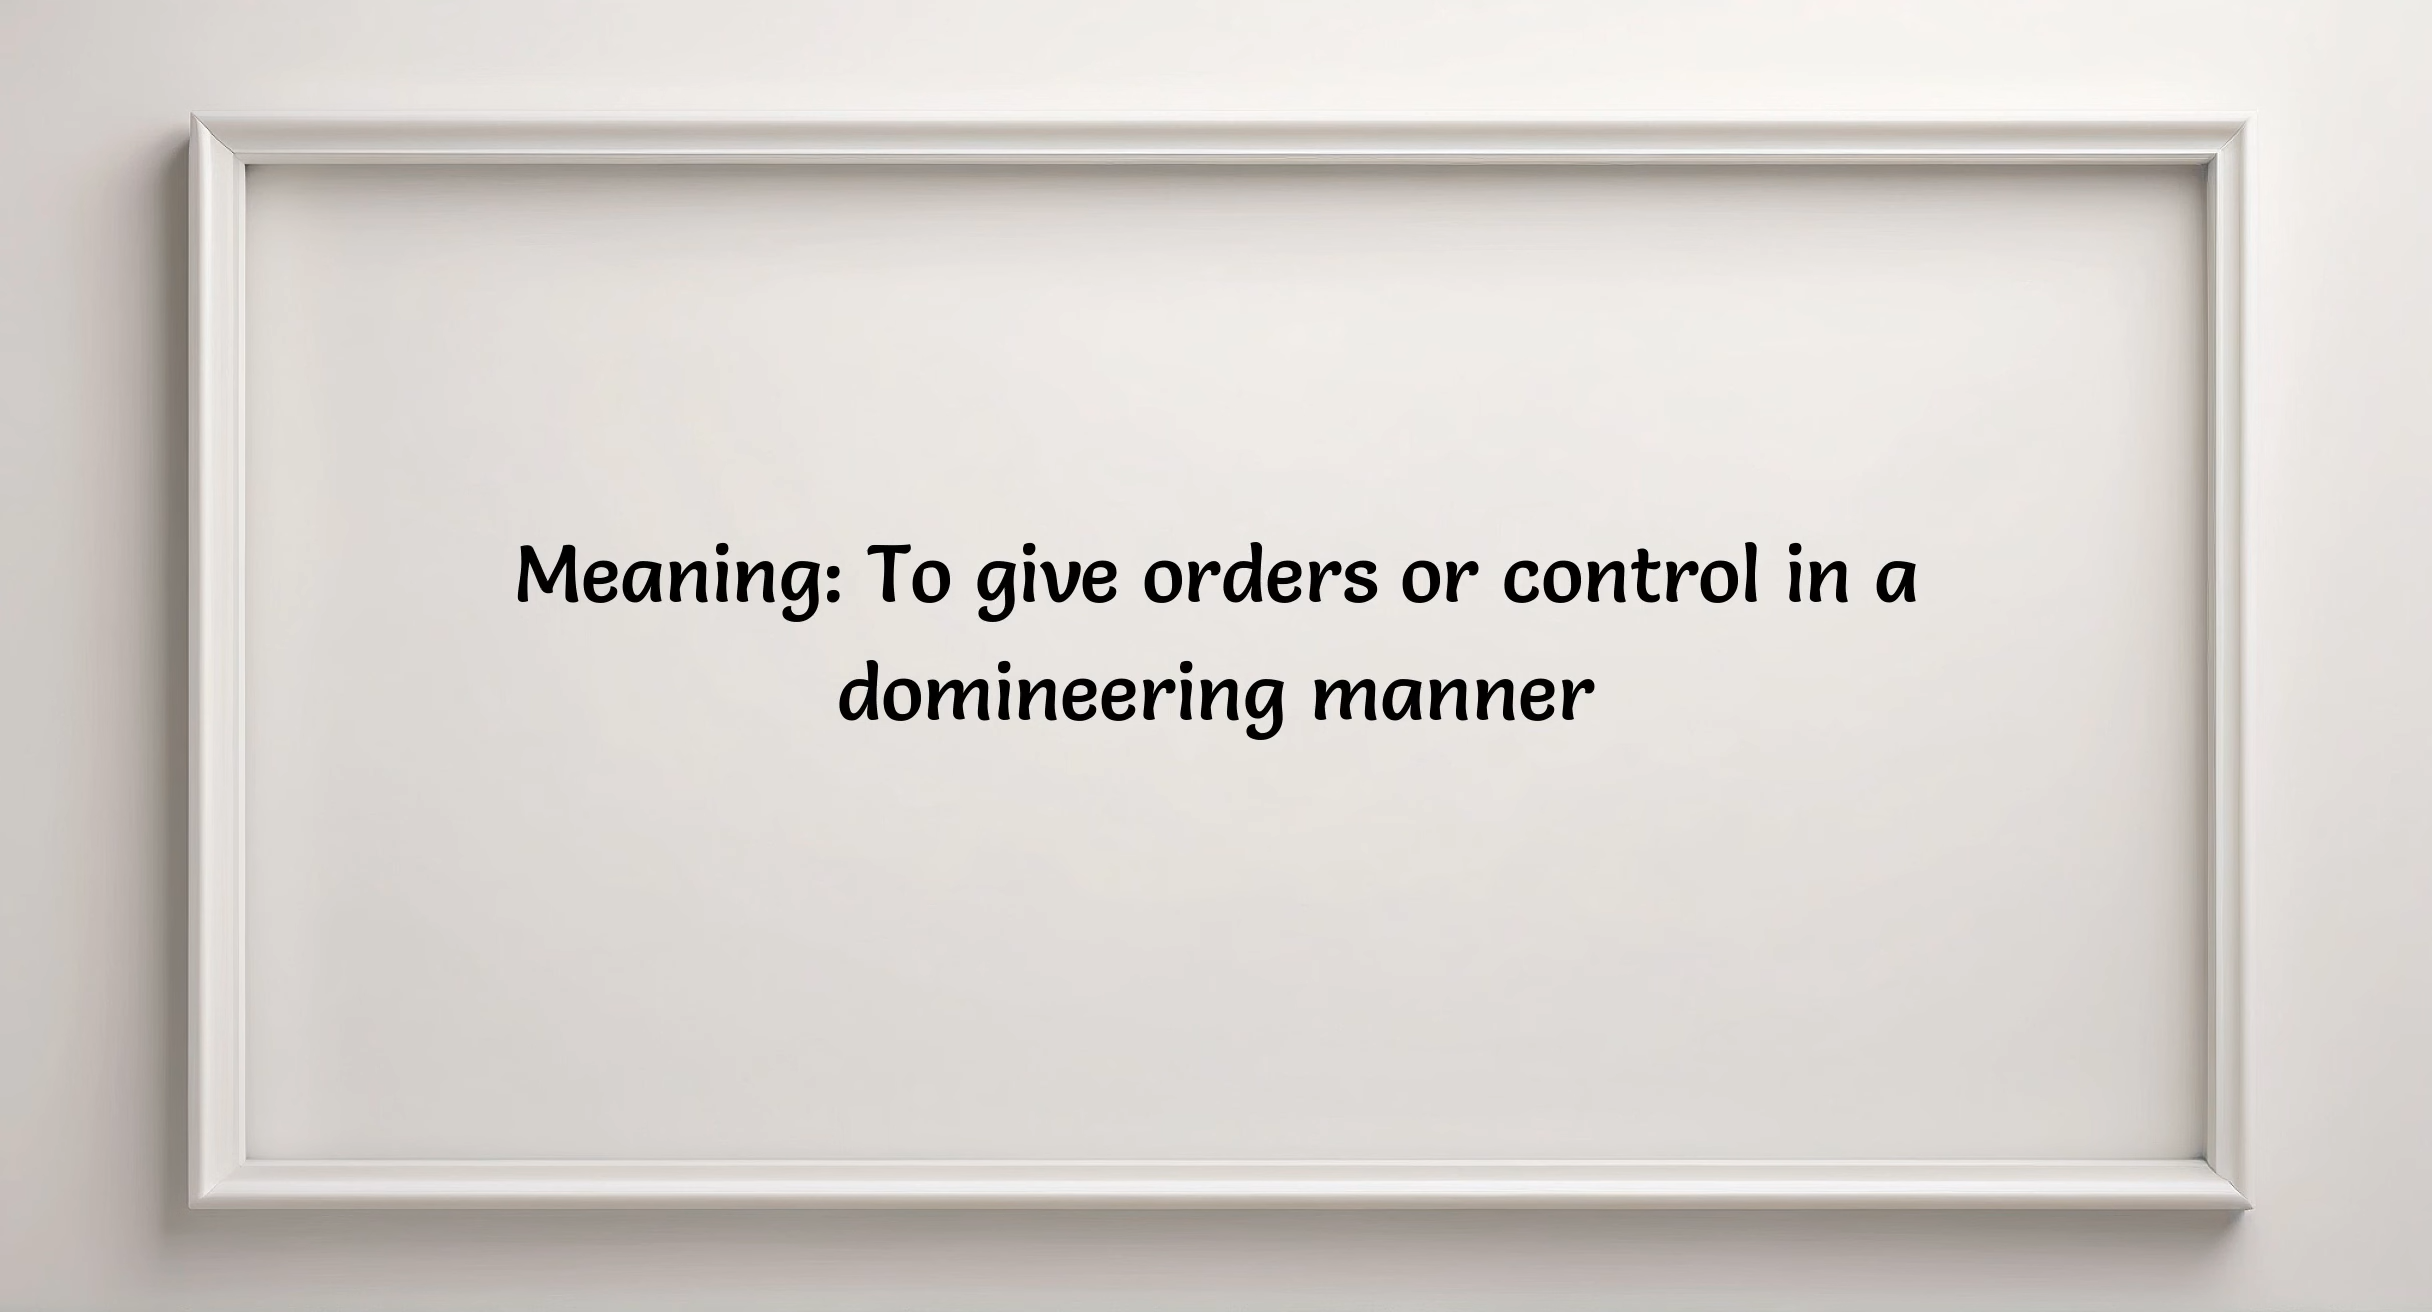 Meaning: To give orders or control in a
domineering manner